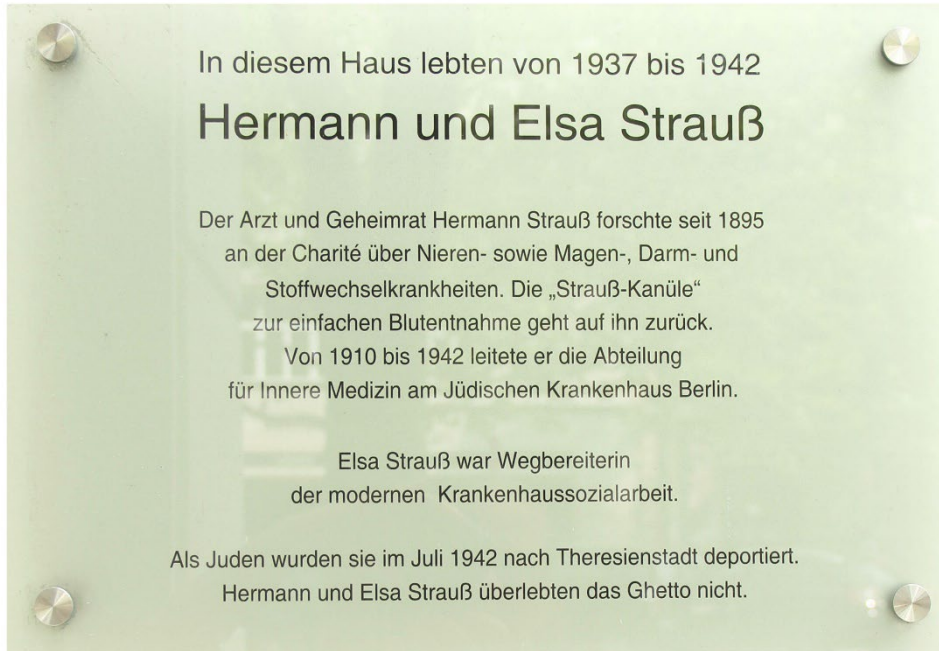 In diesem Haus lebten von 1937 bis 1942
Hermann und Elsa Strauß
Der Arzt und Geheimrat Hermann Strauß forschte seit 1895
an der Charité über Nieren- sowie Magen-, Darm- und
Stoffwechselkrankheiten. Die „Strauß-Kanüle“
zur einfachen Blutentnahme geht auf ihn zurück.
Von 1910 bis 1942 leitete er die Abteilung
für Innere Medizin am Jüdischen Krankenhaus Berlin.
Elsa Strauß war Wegbereiterin
der modernen Krankenhaussozialarbeit.
Als Juden wurden sie im Juli 1942 nach Theresienstadt deportiert.
Hermann und Elsa Strauß überlebten das Ghetto nicht.